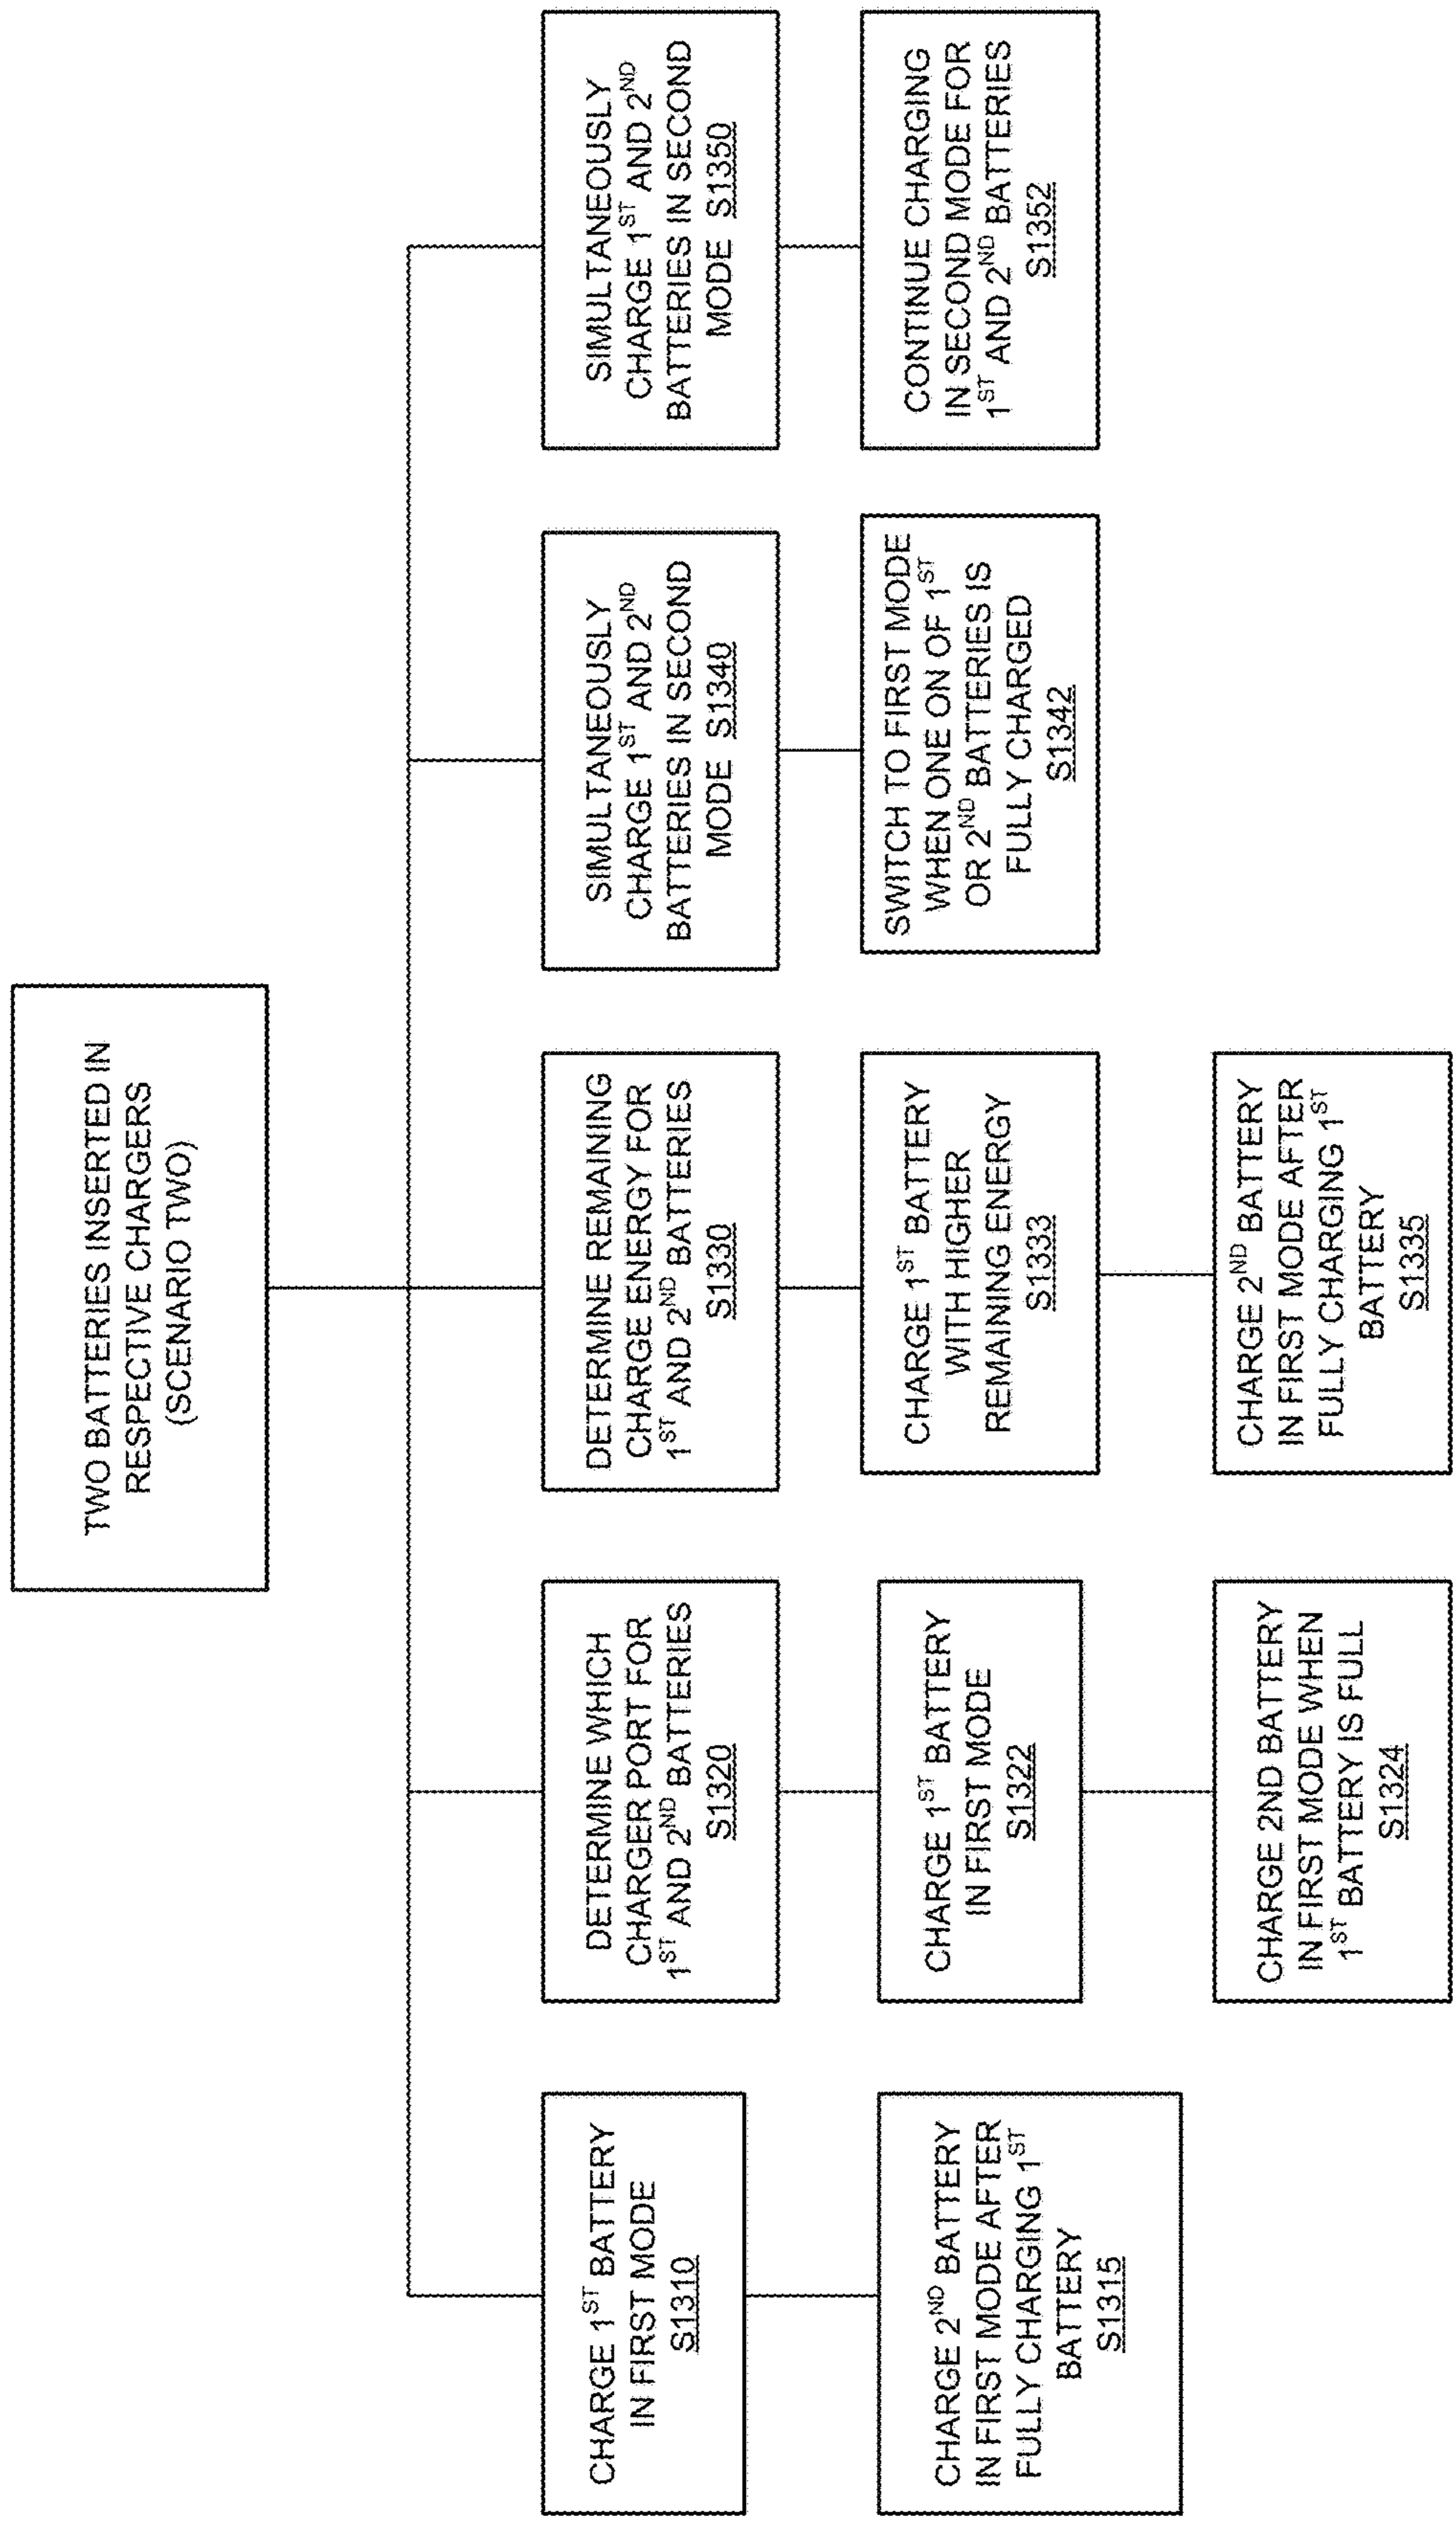 TWO BATTERIES INSERTED IN
RESPECTIVE CHARGERS
(SCENARIO TWO)
CHARGE 1ST BATTERY
IN FIRST MODE
S1310
CHARGE 2ND BATTERY
IN FIRST MODE AFTER
FULLY CHARGING 1ST
BATTERY
S1315
DETERMINE WHICH
CHARGER PORT FOR
1ST AND 2ND BATTERIES
S1320
CHARGE 1ST BATTERY
IN FIRST MODE
S1322
CHARGE 2ND BATTERY
IN FIRST MODE WHEN
1ST BATTERY IS FULL
S1324
DETERMINE REMAINING
CHARGE ENERGY FOR
1ST AND 2ND BATTERIES
S1330
CHARGE 1ST BATTERY
WITH HIGHER
REMAINING ENERGY
S1333
CHARGE 2ND BATTERY
IN FIRST MODE AFTER
FULLY CHARGING 1ST
BATTERY
S1335
SIMULTANEOUSLY
CHARGE 1ST AND 2ND
BATTERIES IN SECOND
MODE S1340
SWITCH TO FIRST MODE
WHEN ONE ON OF 1ST
OR 2ND BATTERIES IS
FULLY CHARGED
S1342
SIMULTANEOUSLY
CHARGE 1ST AND 2ND
BATTERIES IN SECOND
MODE S1350
CONTINUE CHARGING
IN SECOND MODE FOR
1ST AND 2ND BATTERIES
S1352